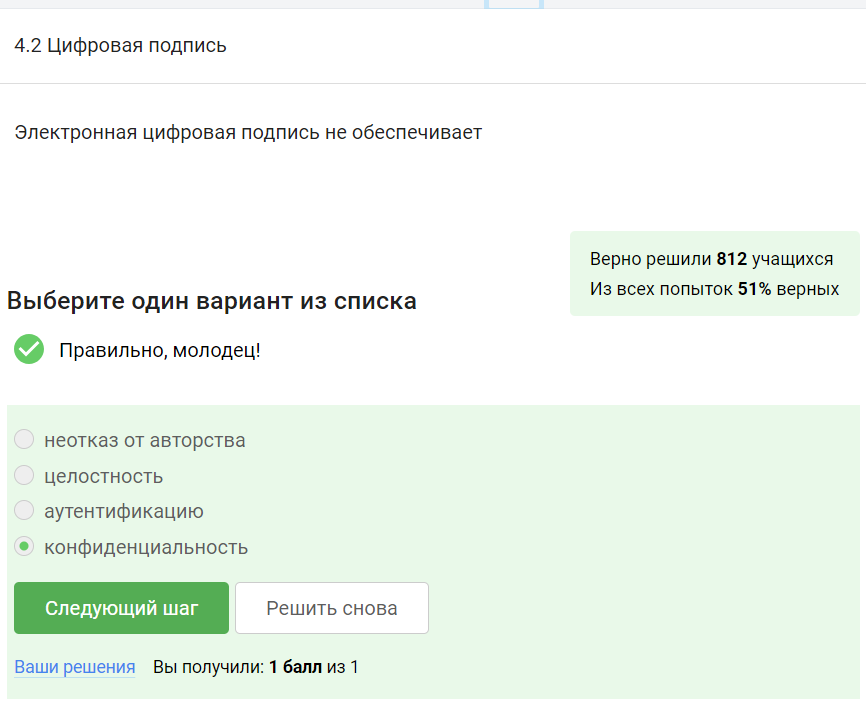 4.2 Цифровая подпись
Электронная цифровая подпись не обеспечивает
Верно решили 812 учащихся
Из всех попыток 51% верных
Выберите один вариант из списка
Правильно, молодец!
неотказ от авторства
целостность
аутентификацию
конфиденциальность
Следующий шаг
Решить снова
Ваши решения
Вы получили: 1 балл из 1